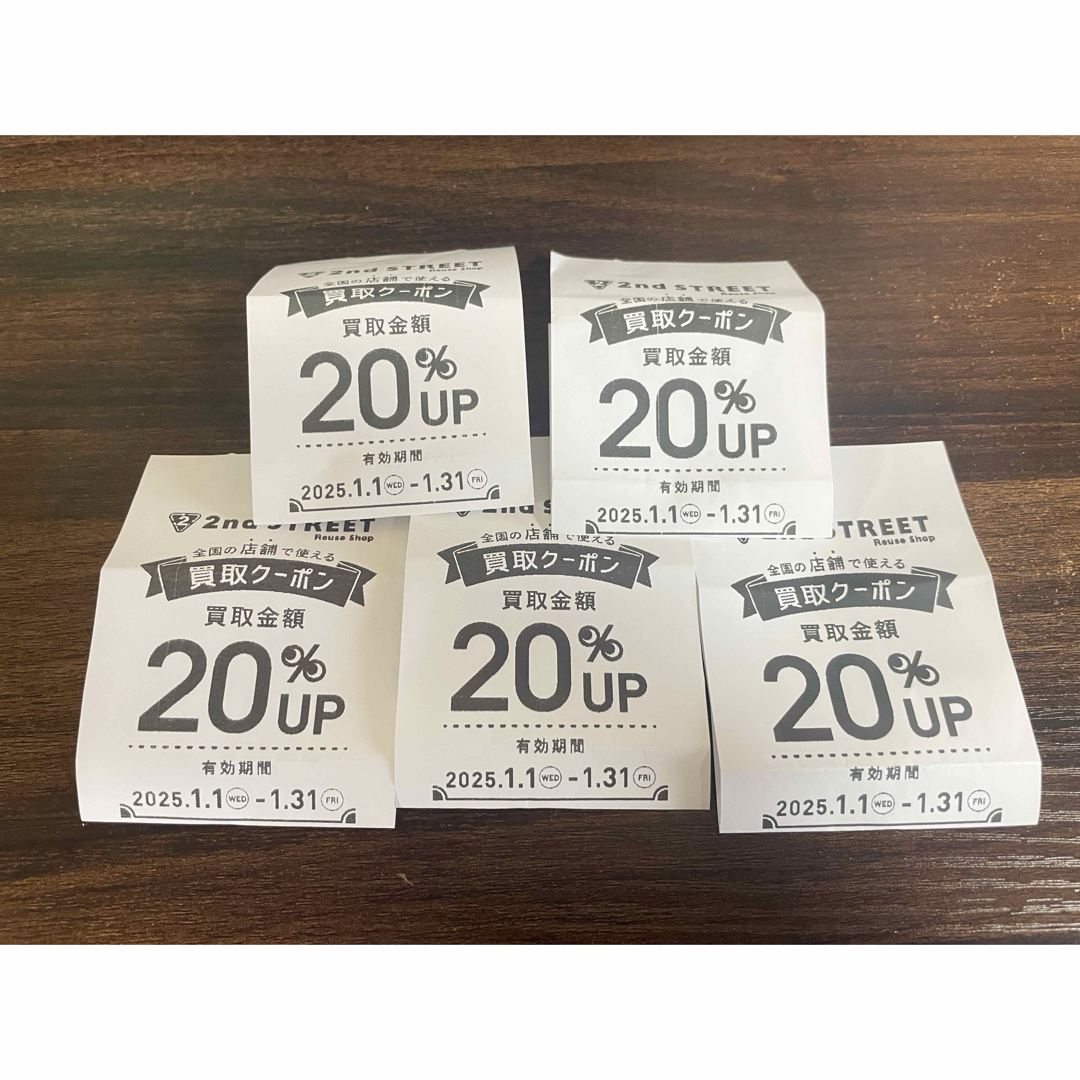 2nd STREET
Reuse Shop
全国の店舗で使える
買取クーポン
買取金額
20%UP
有効期間
2025.1.1 WED - 1.31 FRI
2nd STREET
Reuse Shop
全国の店舗で使える
買取クーポン
買取金額
20%UP
有効期間
2025.1.1 WED - 1.31 FRI
2nd STREET
Reuse Shop
全国の店舗で使える
買取クーポン
買取金額
20%UP
有効期間
2025.1.1 WED - 1.31 FRI
2nd
全国の店舗で使える
買取クーポン
買取金額
20%UP
有効期間
2025.1.1 WED - 1.31 FRI
STREET
Reuse Shop
全国の店舗で使える
買取クーポン
買取金額
20%UP
有効期間
2025.1.1 WED - 1.31 FRI